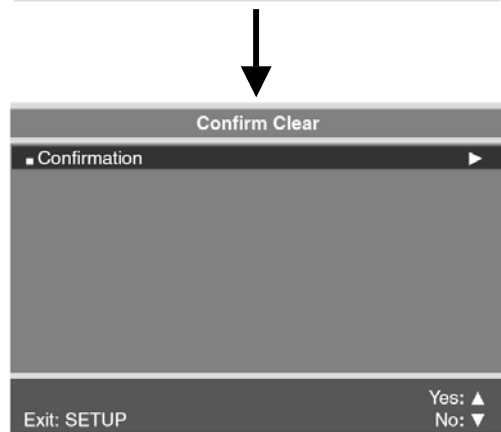 Confirm Clear
■ Confirmation ▶
Yes: ▲
Exit: SETUP No: ▼